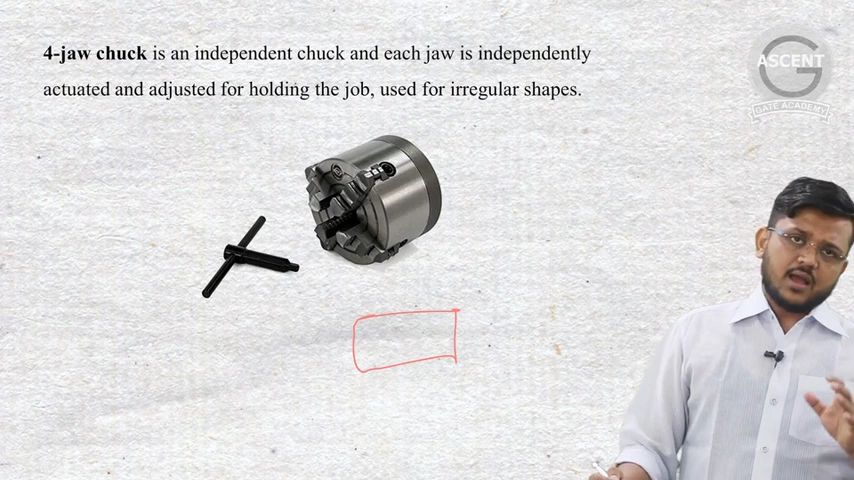 4-jaw chuck is an independent chuck and each jaw is independently
actuated and adjusted for holding the job, used for irregular shapes.
G
ASCENT
GATE ACADEMY